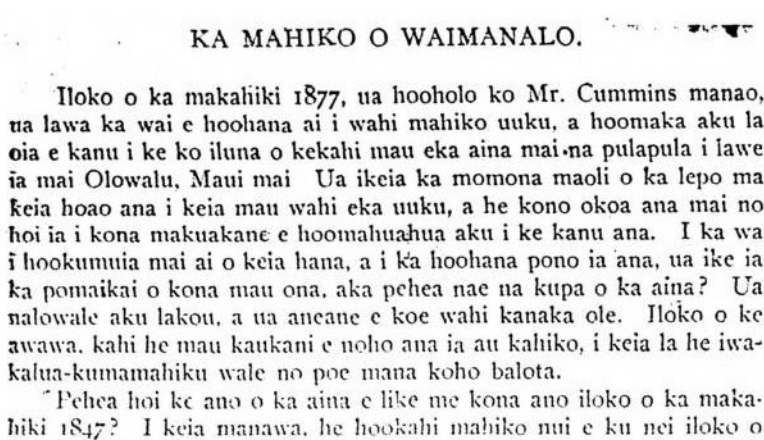 KA MAHIKO O WAIMANALO.
Iloko o ka makahiki 1877, ua hooholo ko Mr. Cummins manao,
ua lawa ka wai e hoohana ai i wahi mahiko uuku, a hoomaka aku la
oia e kanu i ke ko iluna o kekahi mau eka aina mai na pulapula i lawe
ia mai Olowalu, Maui mai Ua ikeia ka momona maoli o ka lepo ma
keia hoao ana i keia mau wahi eka uuku, a he kono okoa ana mai no
hoi ia i kona makuakane e hoomahuahua aku i ke kanu ana. I ka wa
i hookumuia mai ai o keia hana, a i ka hoohana pono ia ana, ua ike ia
ka pomaikai o kona mau ona, aka pehea nae na kupa o ka aina? Ua
nalowale aku lakou, a ua aneane e koe wahi kanaka ole. Iloko o ke
awawa, kahi he mau kaukani e noho ana ia au kahiko, i keia la he iwa-
kalua-kumamahiku wale no poe mana koho balota.
Pehea hoi ke ano o ka aina e like me kona ano iloko o ka maka-
hiki 1847? I keia manawa, he hookahi mahiko nui e ku nei iloko o